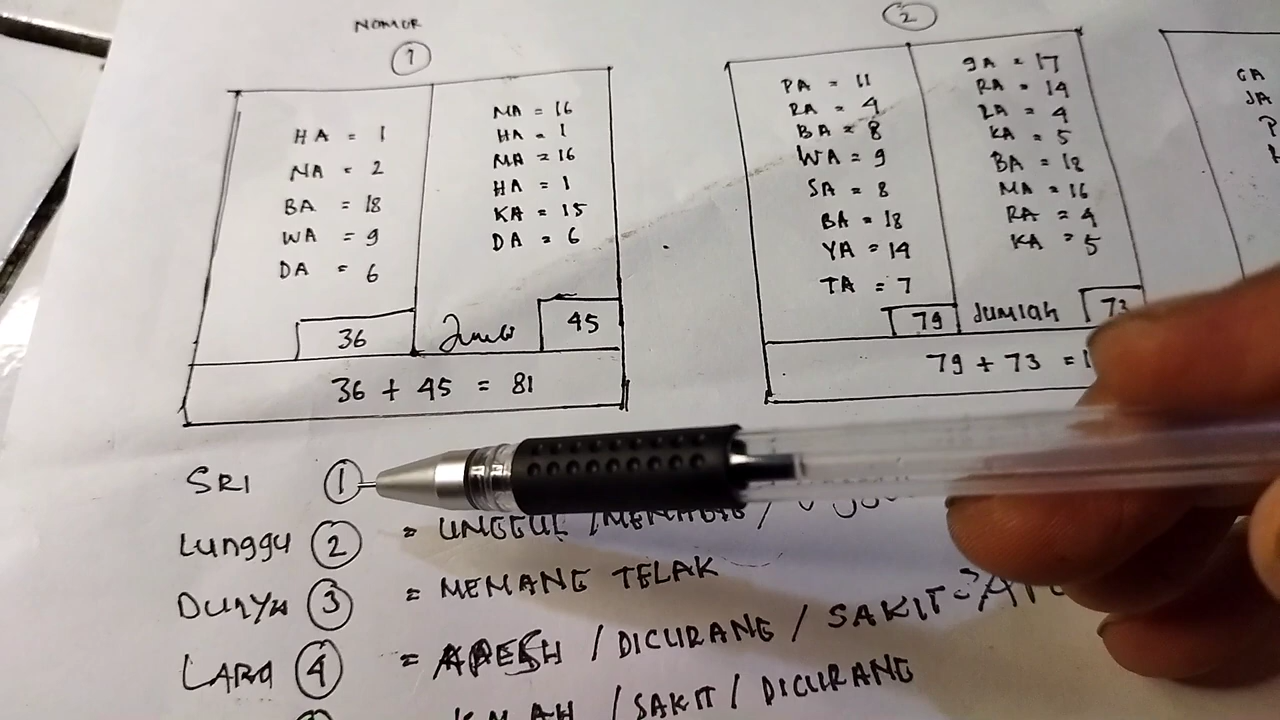 NOMOR
1
HA = 1
NA = 2
BA = 18
WA = 9
DA = 6
36
MA = 16
HA = 1
MA = 16
HA = 1
KA = 15
DA = 6
45
36 + 45 = 81
2
PA = 11
RA = 4
BA = 8
WA = 9
SA = 8
BA = 18
YA = 14
TA = 7
79
GA = 17
RA = 14
RA = 4
KA = 5
BA = 18
MA = 16
RA = 4
KA = 5
Jumlah
73
79 + 73 =
GA
JA
SRI 1
Lunggu 2 = UNGGUL /
Dunya 3 = MENANG TELAK
LARA 4 = / DICURANG / SAKIT
/ SAKIT / DICURANG